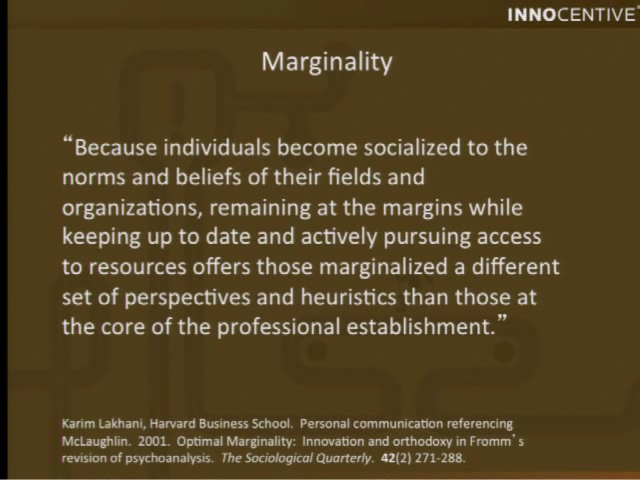 INNOCENTIVE
Marginality
“Because individuals become socialized to the
norms and beliefs of their fields and
organizations, remaining at the margins while
keeping up to date and actively pursuing access
to resources offers those marginalized a different
set of perspectives and heuristics than those at
the core of the professional establishment.”
Karim Lakhani, Harvard Business School. Personal communication referencing
McLaughlin. 2001. Optimal Marginality: Innovation and orthodoxy in Fromm’s
revision of psychoanalysis. The Sociological Quarterly. 42(2) 271-288.